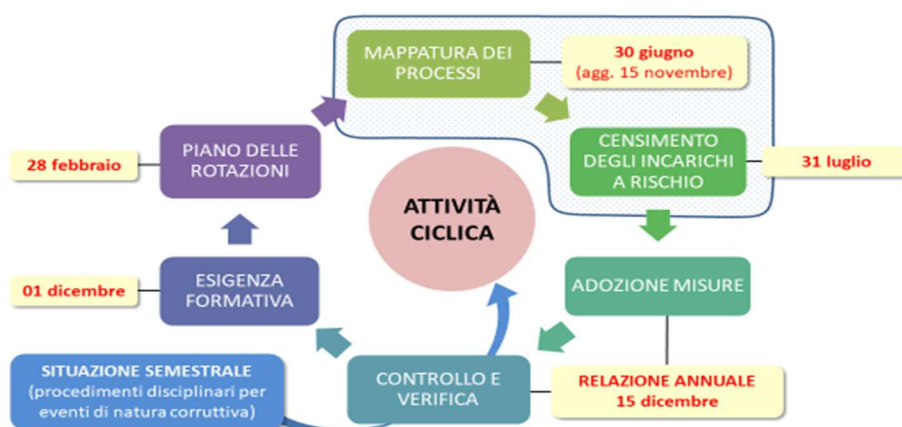 MAPPATURA DEI
PROCESSI
30 giugno
(agg. 15 novembre)
CENSIMENTO
DEGLI INCARICHI
A RISCHIO
31 luglio
PIANO DELLE
ROTAZIONI
28 febbraio
ATTIVITÀ
CICLICA
ESIGENZA
FORMATIVA
01 dicembre
ADOZIONE MISURE
SITUAZIONE SEMESTRALE
(procedimenti disciplinari per
eventi di natura corruttiva)
CONTROLLO E
VERIFICA
RELAZIONE ANNUALE
15 dicembre